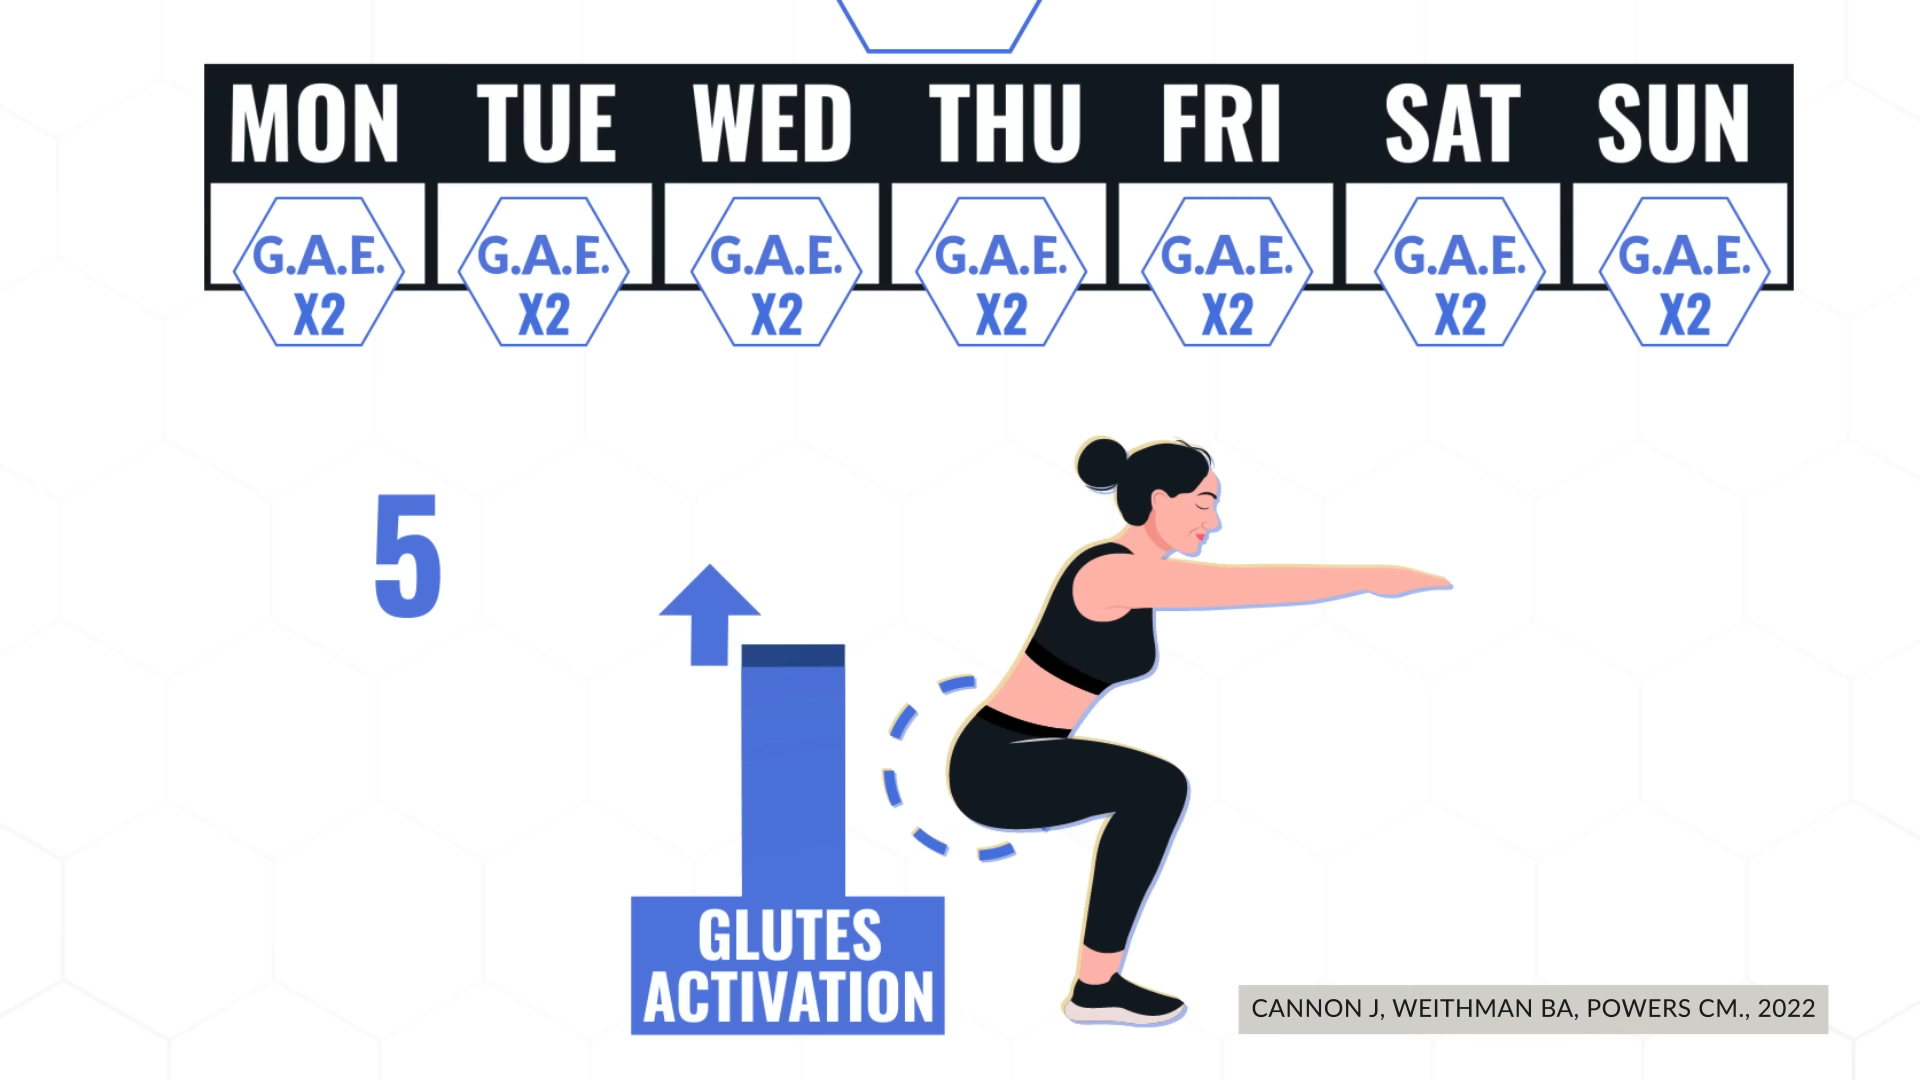 MON TUE WED THU FRI SAT SUN
G.A.E. G.A.E. G.A.E. G.A.E. G.A.E. G.A.E. G.A.E.
X2 X2 X2 X2 X2 X2 X2
5
GLUTES
ACTIVATION
CANNON J, WEITHMAN BA, POWERS CM., 2022